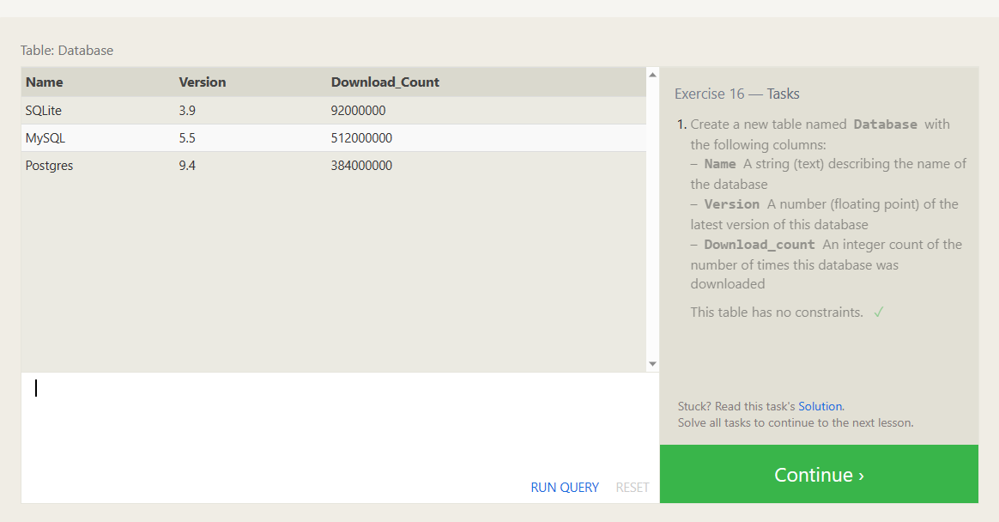 Table: Database
Name Version Download_Count
SQLite 3.9 92000000
MySQL 5.5 512000000
Postgres 9.4 384000000
RUN QUERY RESET
Exercise 16 — Tasks
1. Create a new table named Database with
the following columns:
– Name A string (text) describing the name of
the database
– Version A number (floating point) of the
latest version of this database
– Download_count An integer count of the
number of times this database was
downloaded
This table has no constraints. ✓
Stuck? Read this task's Solution.
Solve all tasks to continue to the next lesson.
Continue ›